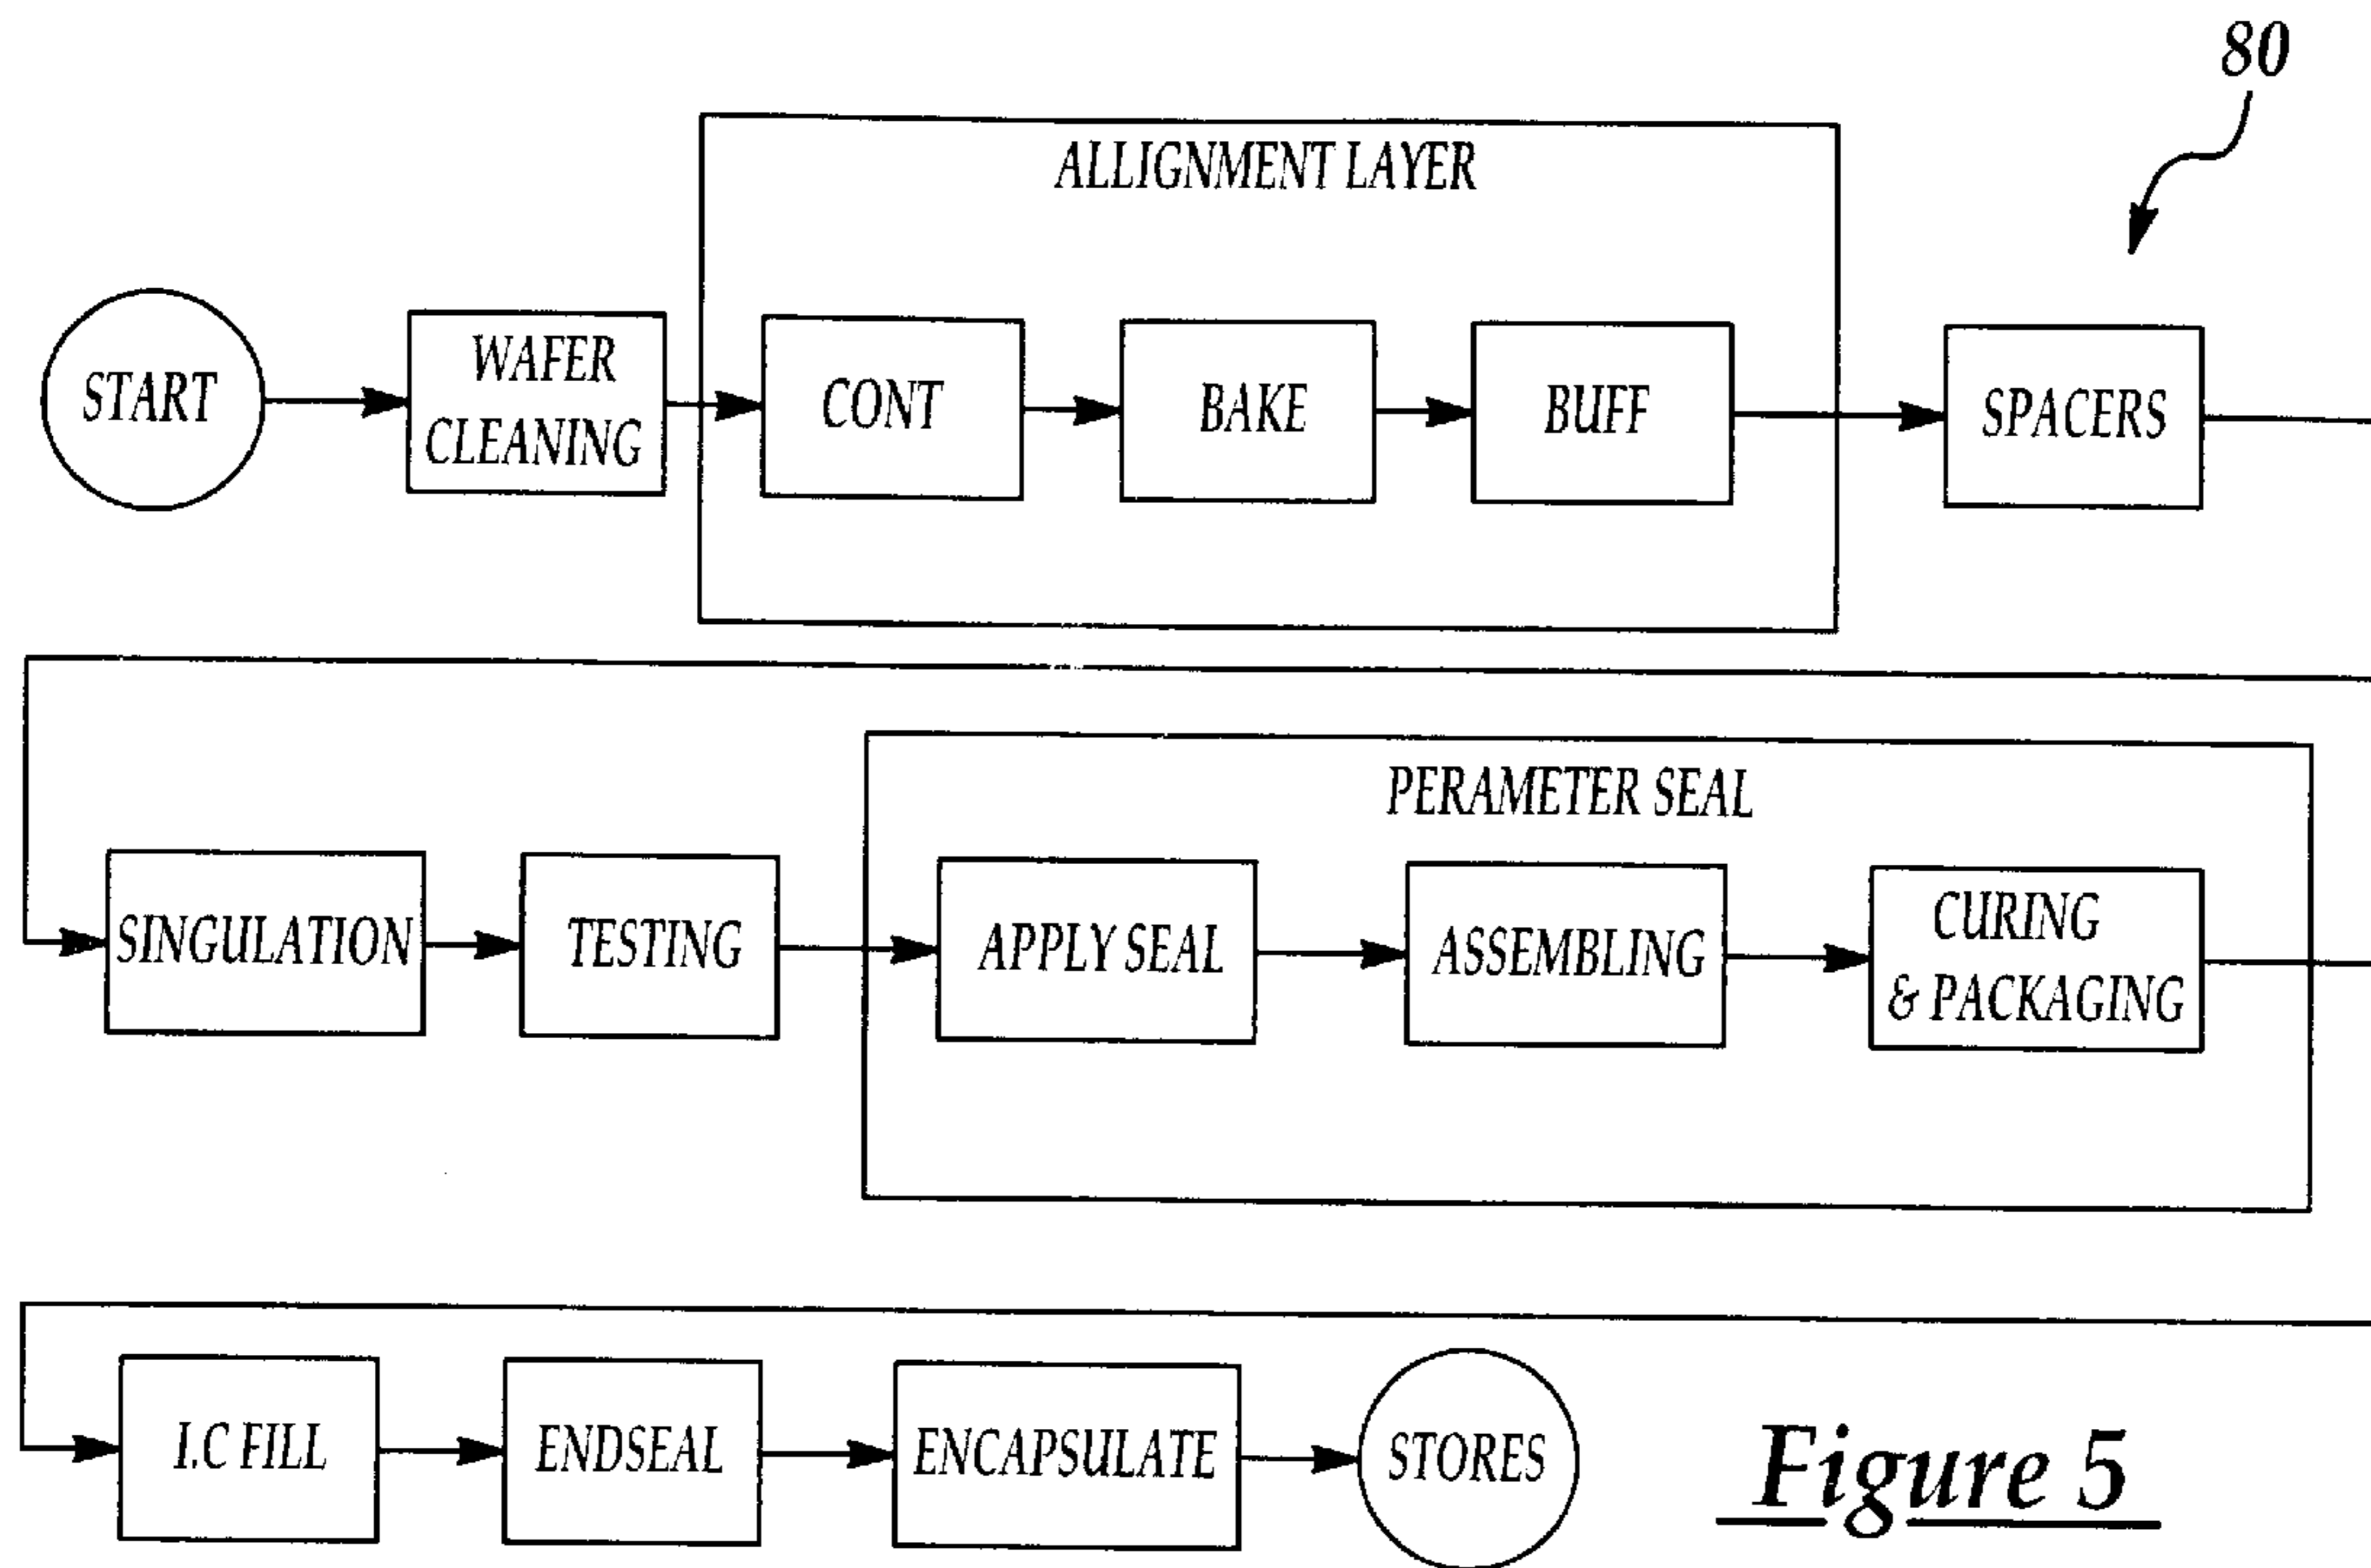 80
ALLIGNMENT LAYER
START
WAFER
CLEANING
CONT
BAKE
BUFF
SPACERS
PERAMETER SEAL
SINGULATION
TESTING
APPLY SEAL
ASSEMBLING
CURING
& PACKAGING
I.C FILL
ENDSEAL
ENCAPSULATE
STORES
Figure 5